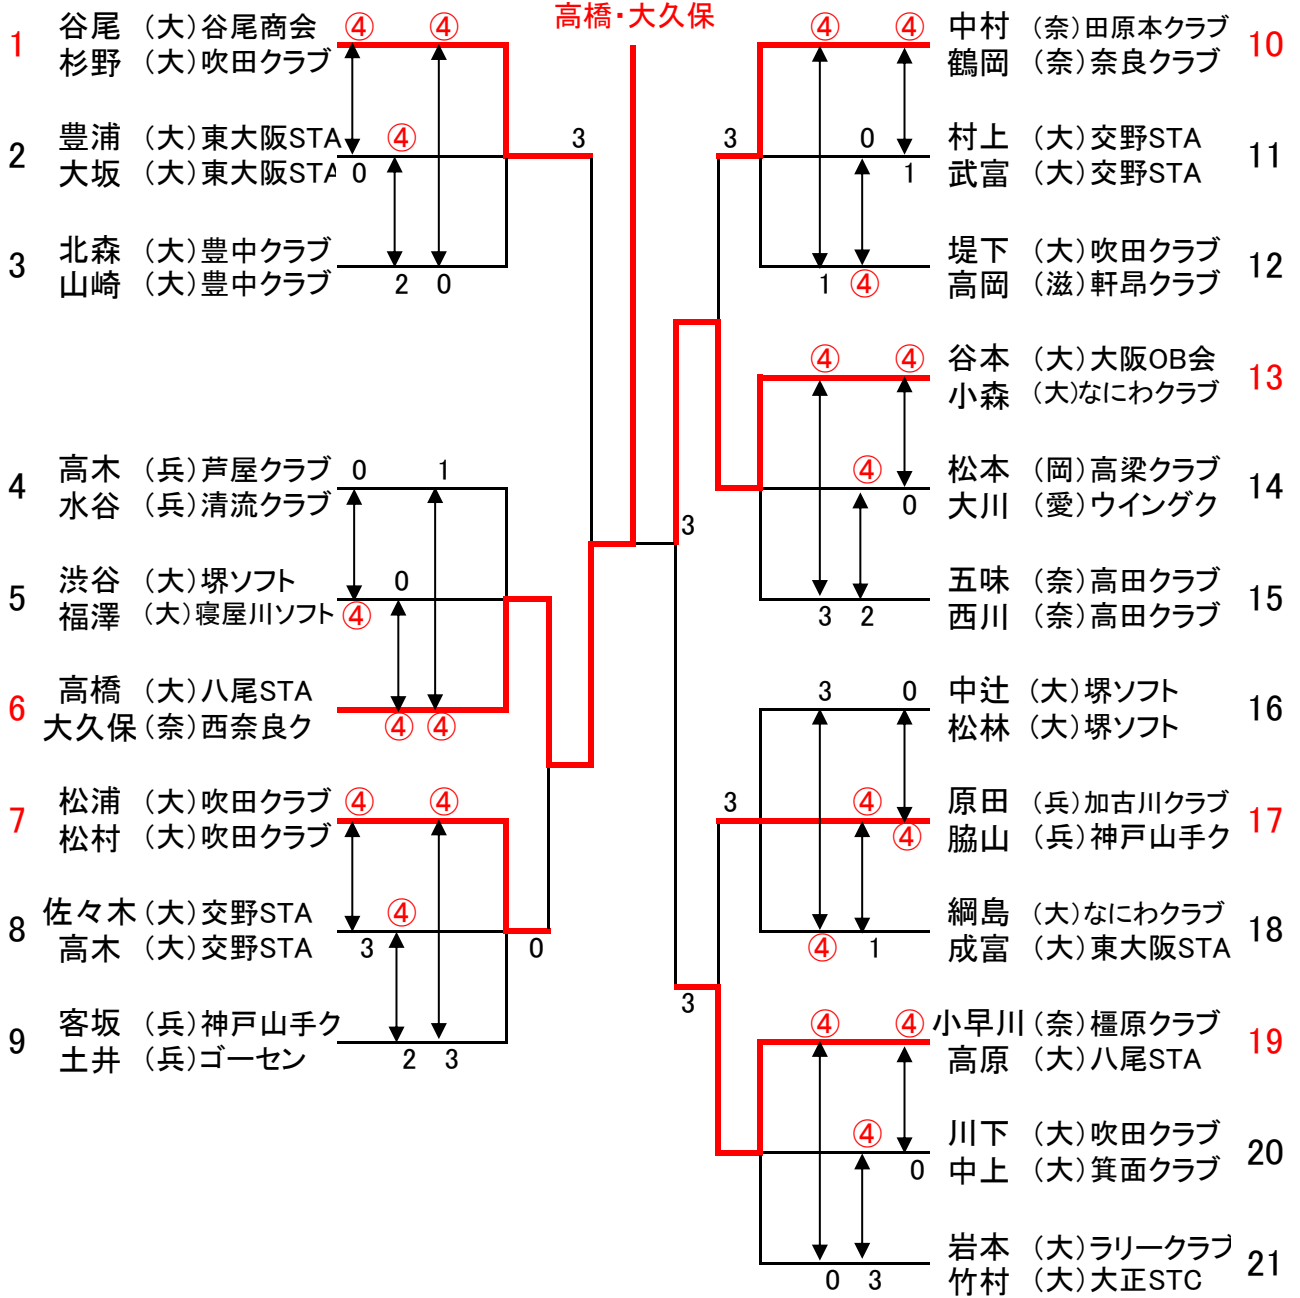 高橋・大久保
1
谷尾 (大) 谷尾商会 ④ ④
杉野 (大) 吹田クラブ
2
豊浦 (大) 東大阪STA ④ 3
大坂 (大) 東大阪STA 0
3
北森 (大) 豊中クラブ
山崎 (大) 豊中クラブ 2 0
4
高木 (兵) 芦屋クラブ 0 1
水谷 (兵) 清流クラブ
5
渋谷 (大) 堺ソフト 0
福澤 (大) 寝屋川ソフト ④
6
高橋 (大) 八尾STA
大久保 (奈) 西奈良ク ④ ④
7
松浦 (大) 吹田クラブ ④ ④
松村 (大) 吹田クラブ
8
佐々木 (大) 交野STA ④
高木 (大) 交野STA 3 0
9
客坂 (兵) 神戸山手ク
土井 (兵) ゴーセン 2 3
④ ④ 中村 (奈) 田原本クラブ
鶴岡 (奈) 奈良クラブ
10
3 0 村上 (大) 交野STA
1 武富 (大) 交野STA
11
堤下 (大) 吹田クラブ
1 ④ 高岡 (滋) 軒昂クラブ
12
④ ④ 谷本 (大) 大阪OB会
小森 (大) なにわクラブ
13
④ 松本 (岡) 高梁クラブ
3 0 大川 (愛) ウイングク
14
五味 (奈) 高田クラブ
3 2 西川 (奈) 高田クラブ
15
3 0 中辻 (大) 堺ソフト
松林 (大) 堺ソフト
16
3 ④ 原田 (兵) 加古川クラブ
④ 脇山 (兵) 神戸山手ク
17
綱島 (大) なにわクラブ
④ 1 成富 (大) 東大阪STA
18
3 ④ ④ 小早川 (奈) 橿原クラブ
高原 (大) 八尾STA
19
④ 川下 (大) 吹田クラブ
0 中上 (大) 箕面クラブ
20
岩本 (大) ラリークラブ
0 3 竹村 (大) 大正STC
21